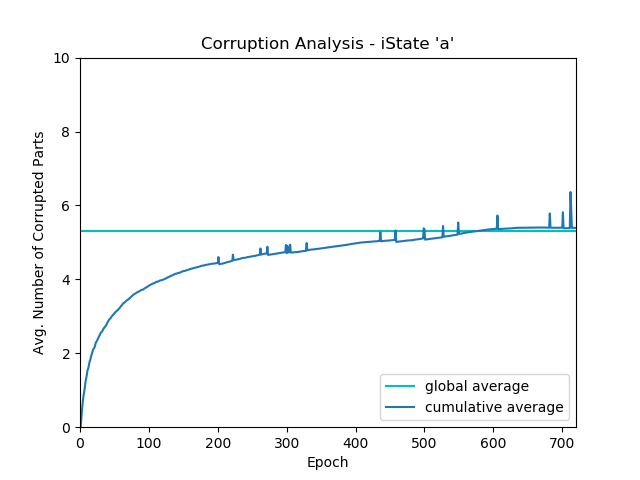 Corruption Analysis - iState 'a'
Avg. Number of Corrupted Parts
10
8
6
4
2
0
0 100 200 300 400 500 600 700
Epoch
global average
cumulative average